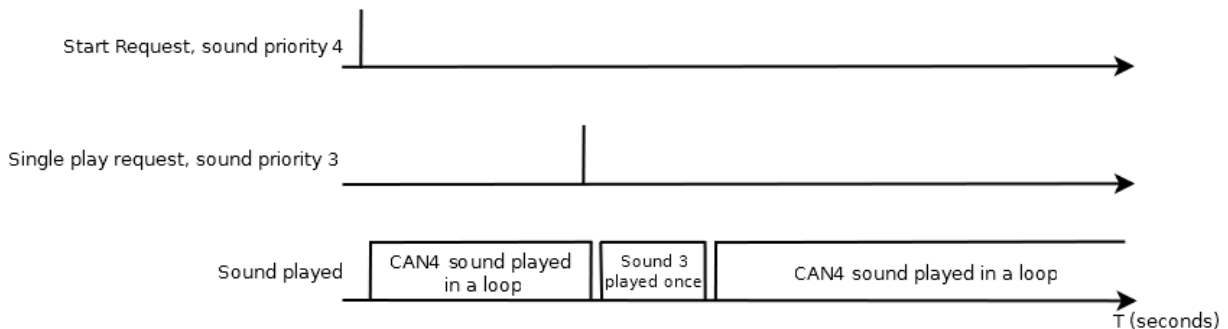 Start Request, sound priority 4
Single play request, sound priority 3
Sound played
CAN4 sound played
in a loop
Sound 3
played once
CAN4 sound played in a loop
T (seconds)